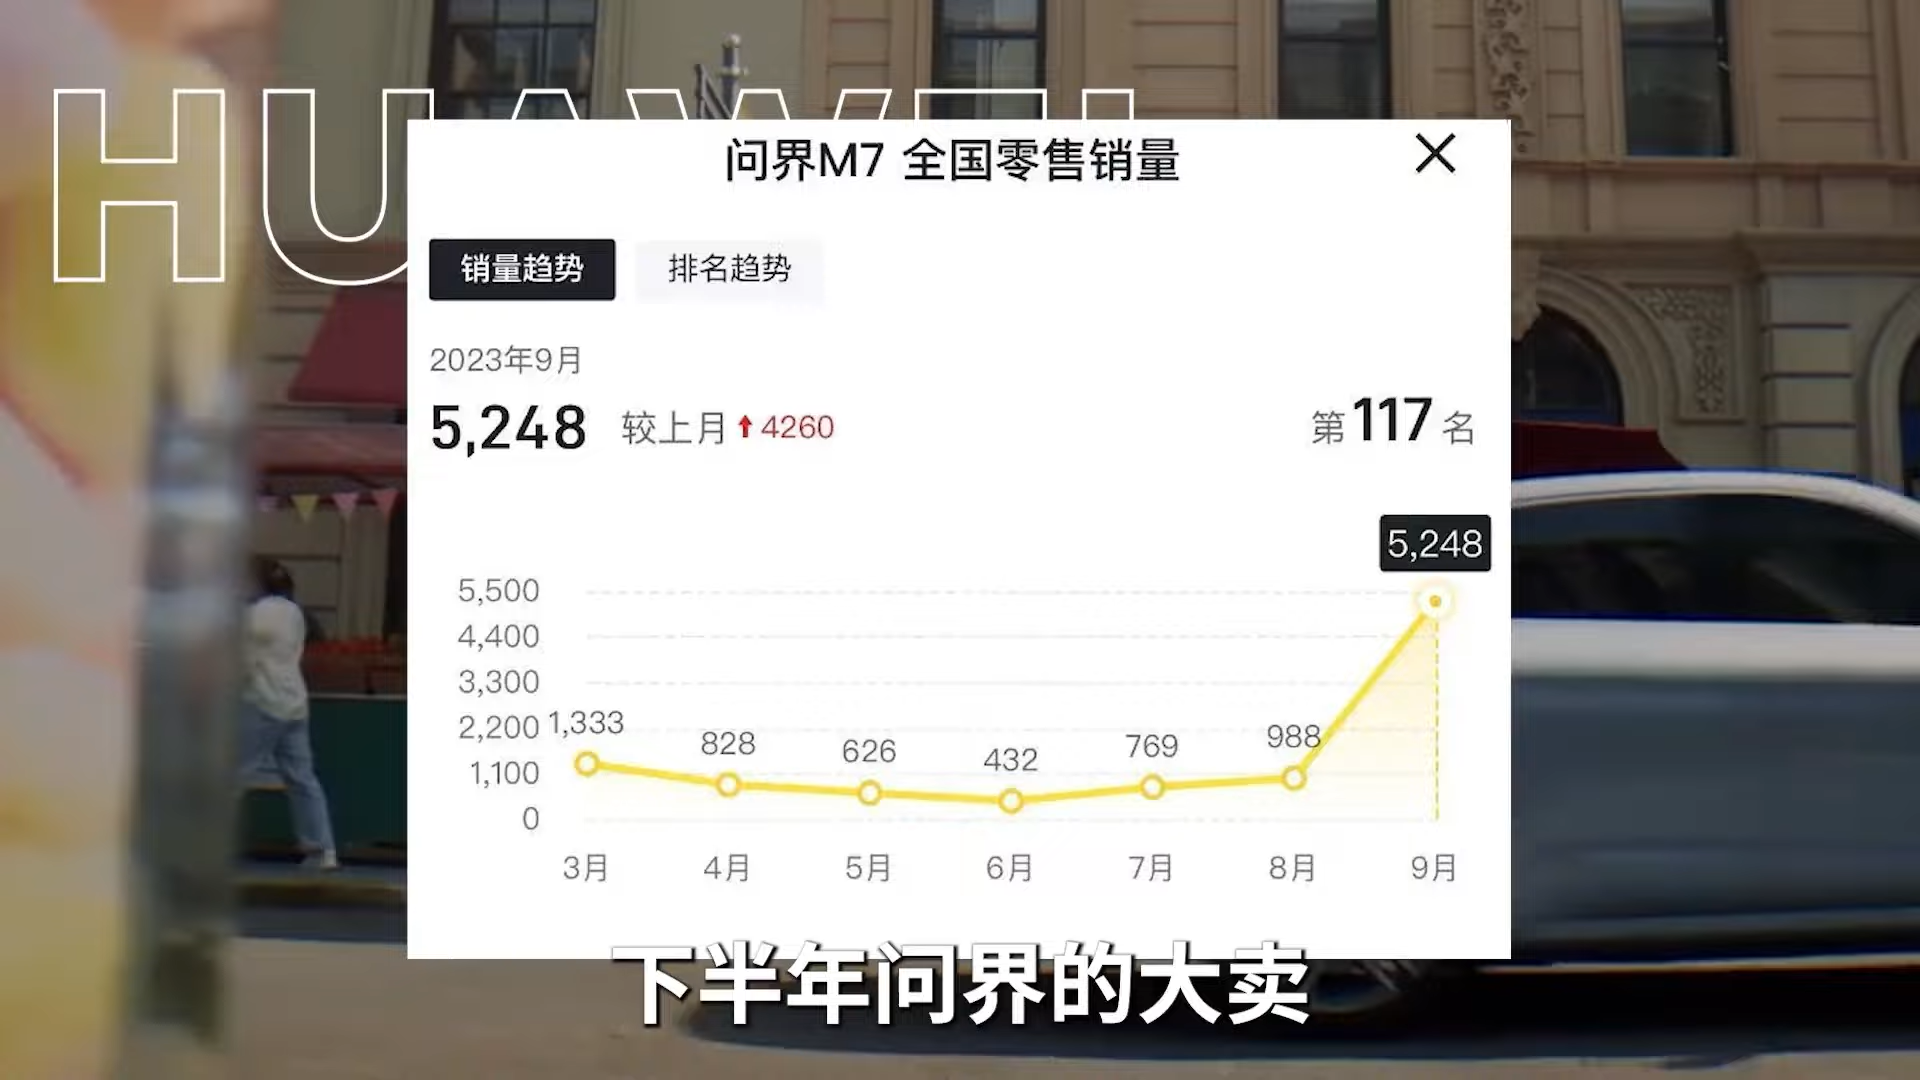 HUAWEI
问界M7 全国零售销量
销量趋势 排名趋势
2023年9月
5,248 较上月 4260 第117名
5,248
5,500
4,400
3,300
2,200
1,100
0
1,333 828 626 432 769 988
3月 4月 5月 6月 7月 8月 9月
下半年问界的大卖